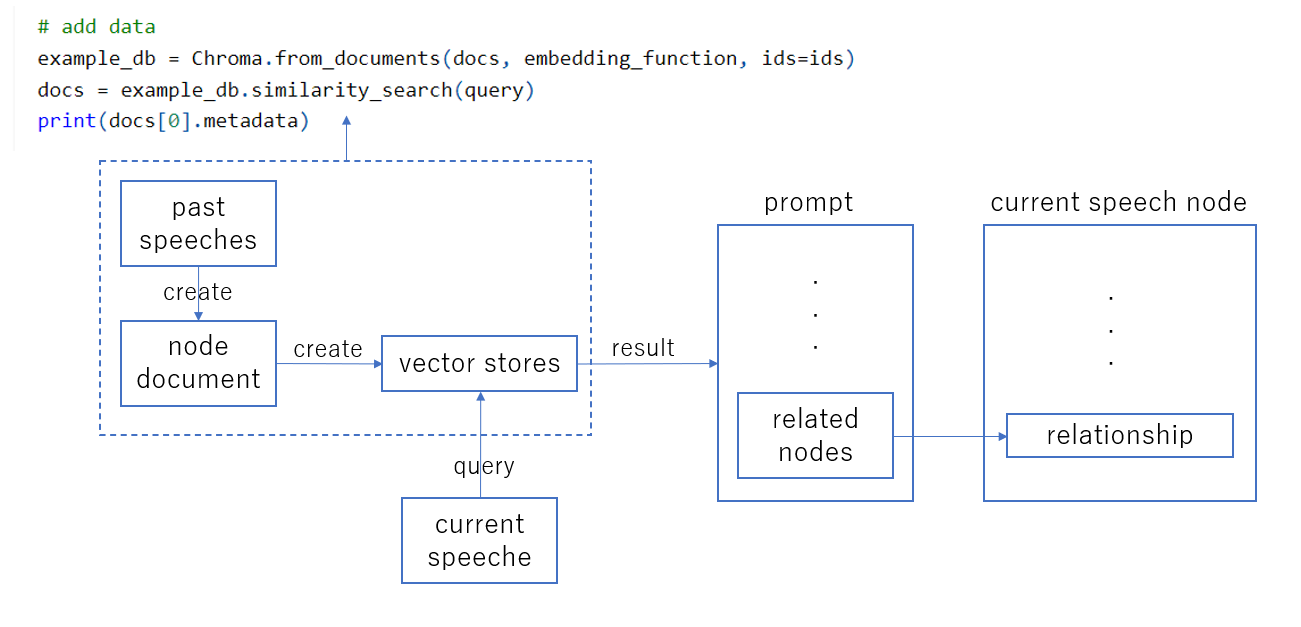 # add data
example_db = Chroma.from_documents(docs, embedding_function, ids=ids)
docs = example_db.similarity_search(query)
print(docs[0].metadata)
past
speeches
create
node
document
create
vector stores
result
query
current
speeche
prompt
.
.
.
related
nodes
current speech node
.
.
.
relationship